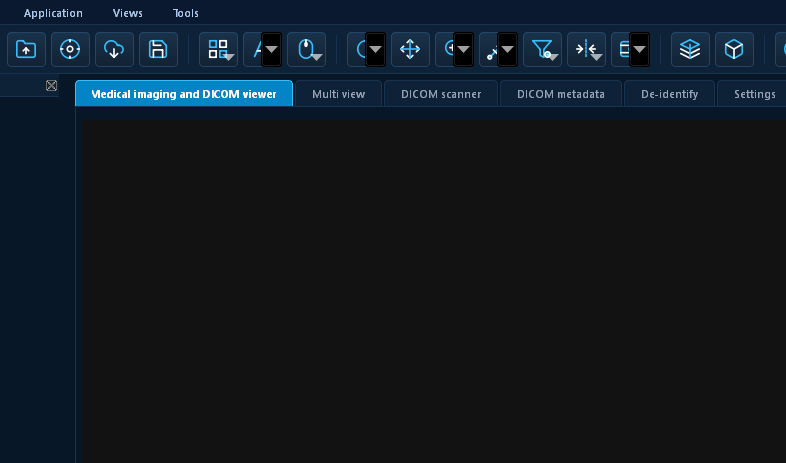 Application Views Tools
A
Medical imaging and DICOM viewer Multi view DICOM scanner DICOM metadata De-identify Settings